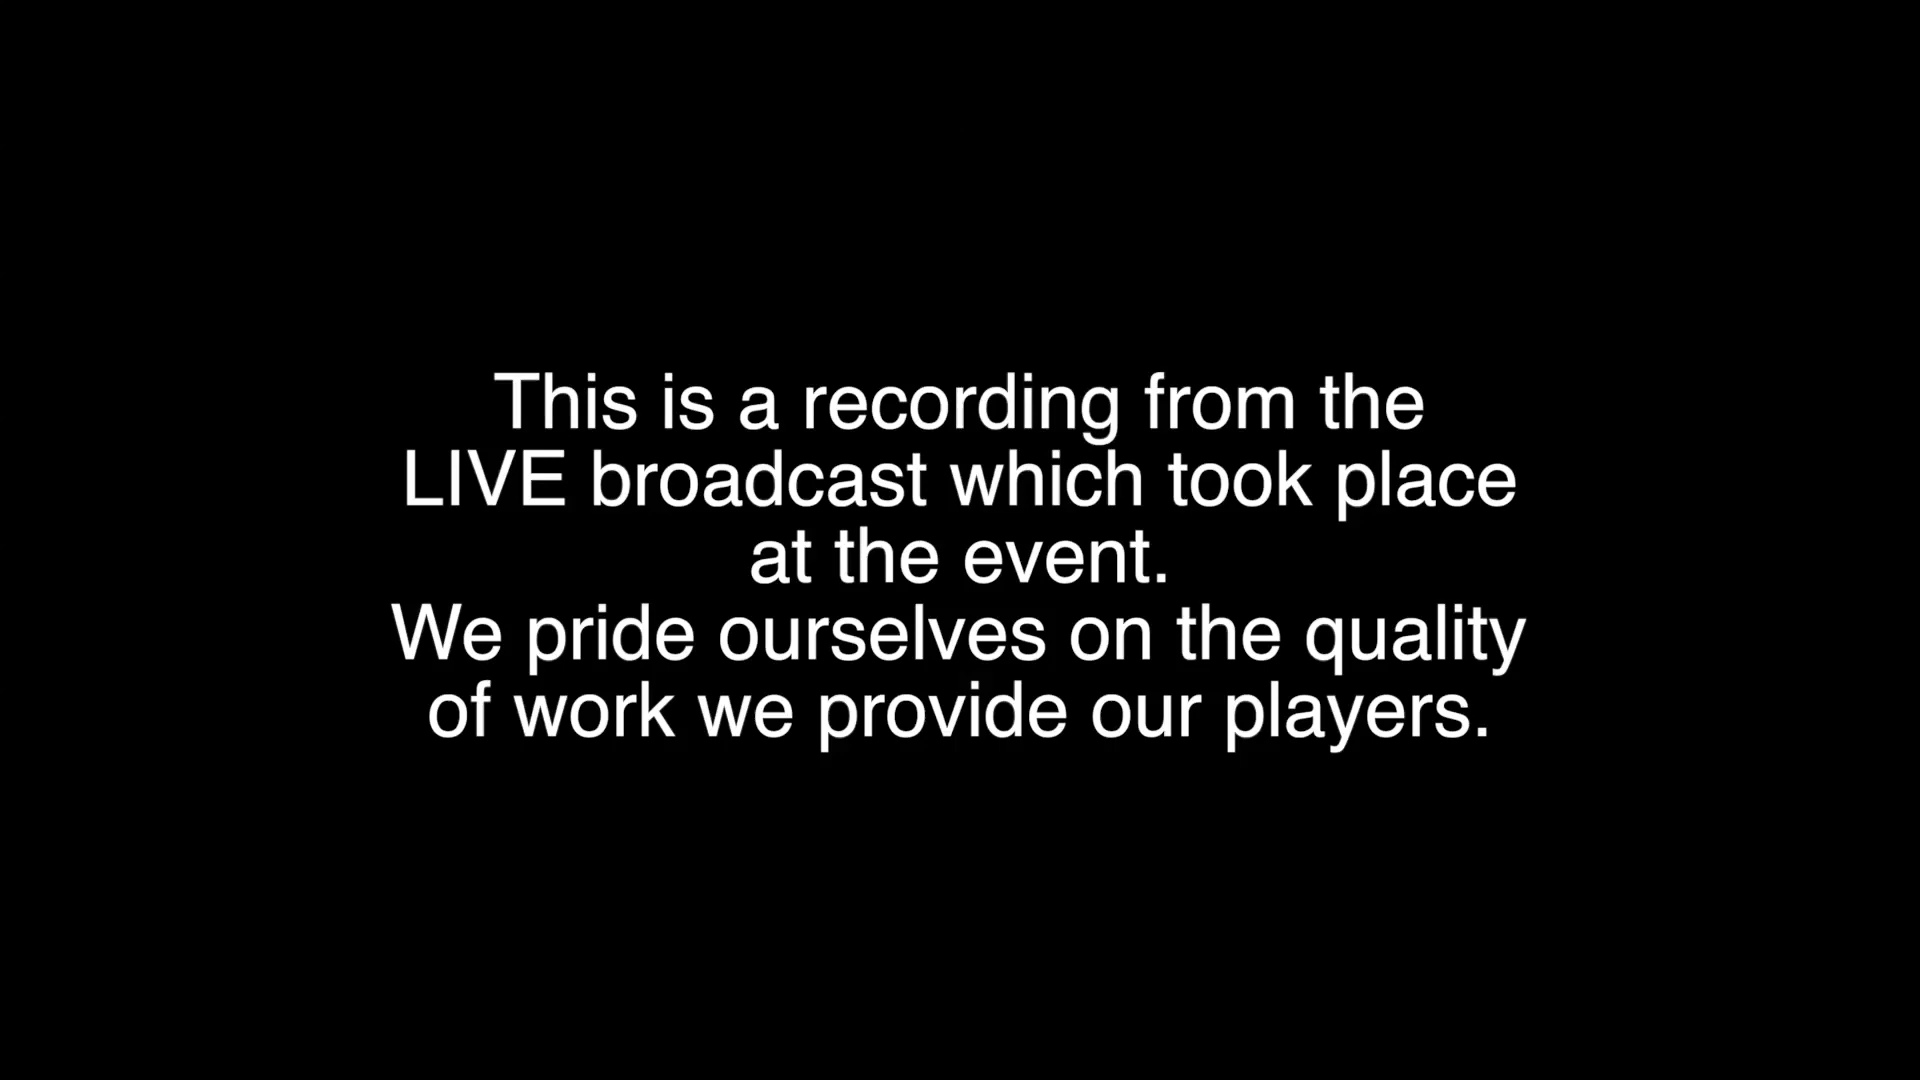 This is a recording from the
LIVE broadcast which took place
at the event.
We pride ourselves on the quality
of work we provide our players.